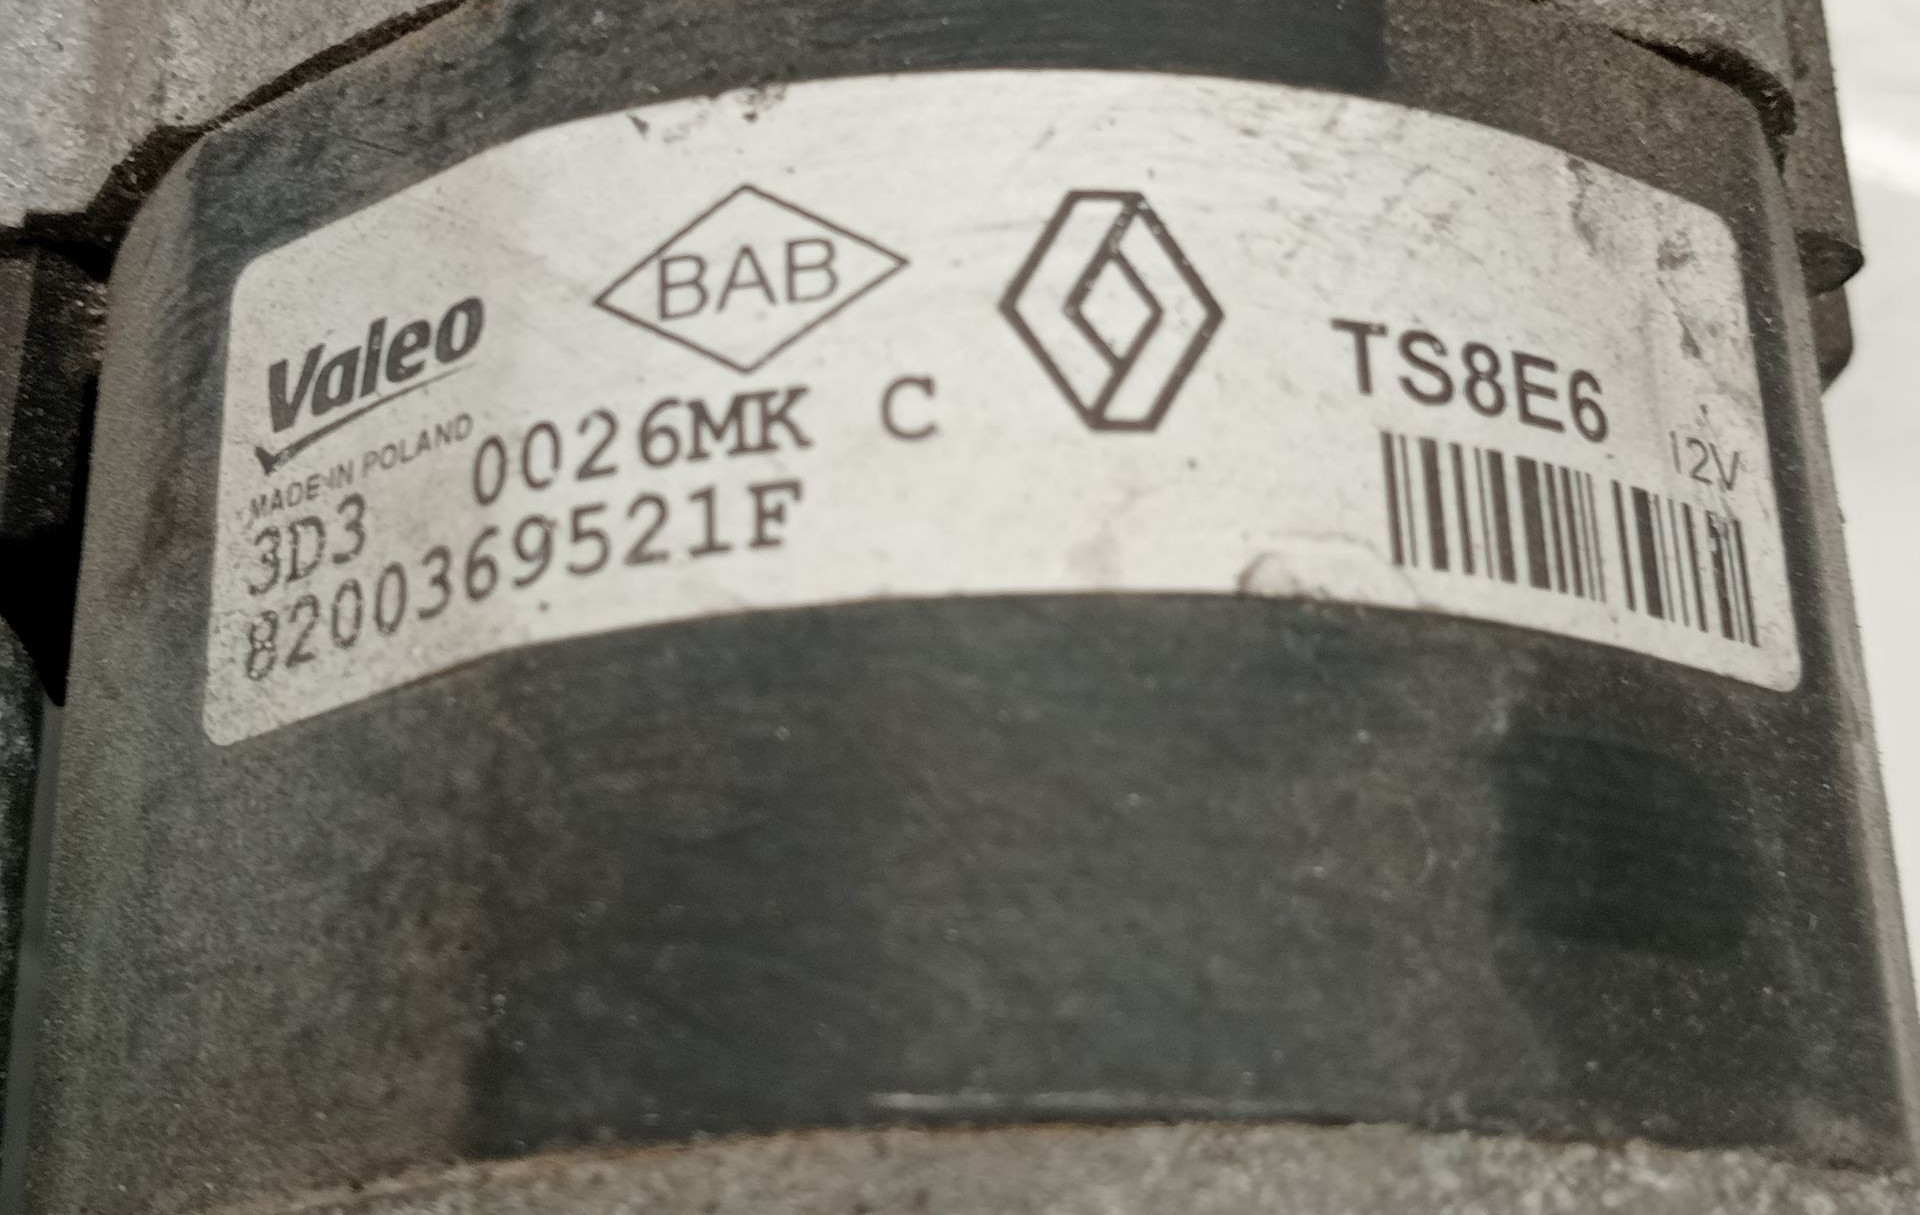 Valeo
MADE IN POLAND
BAB
3D3 0026MK C
8200369521F
TS8E6
12V